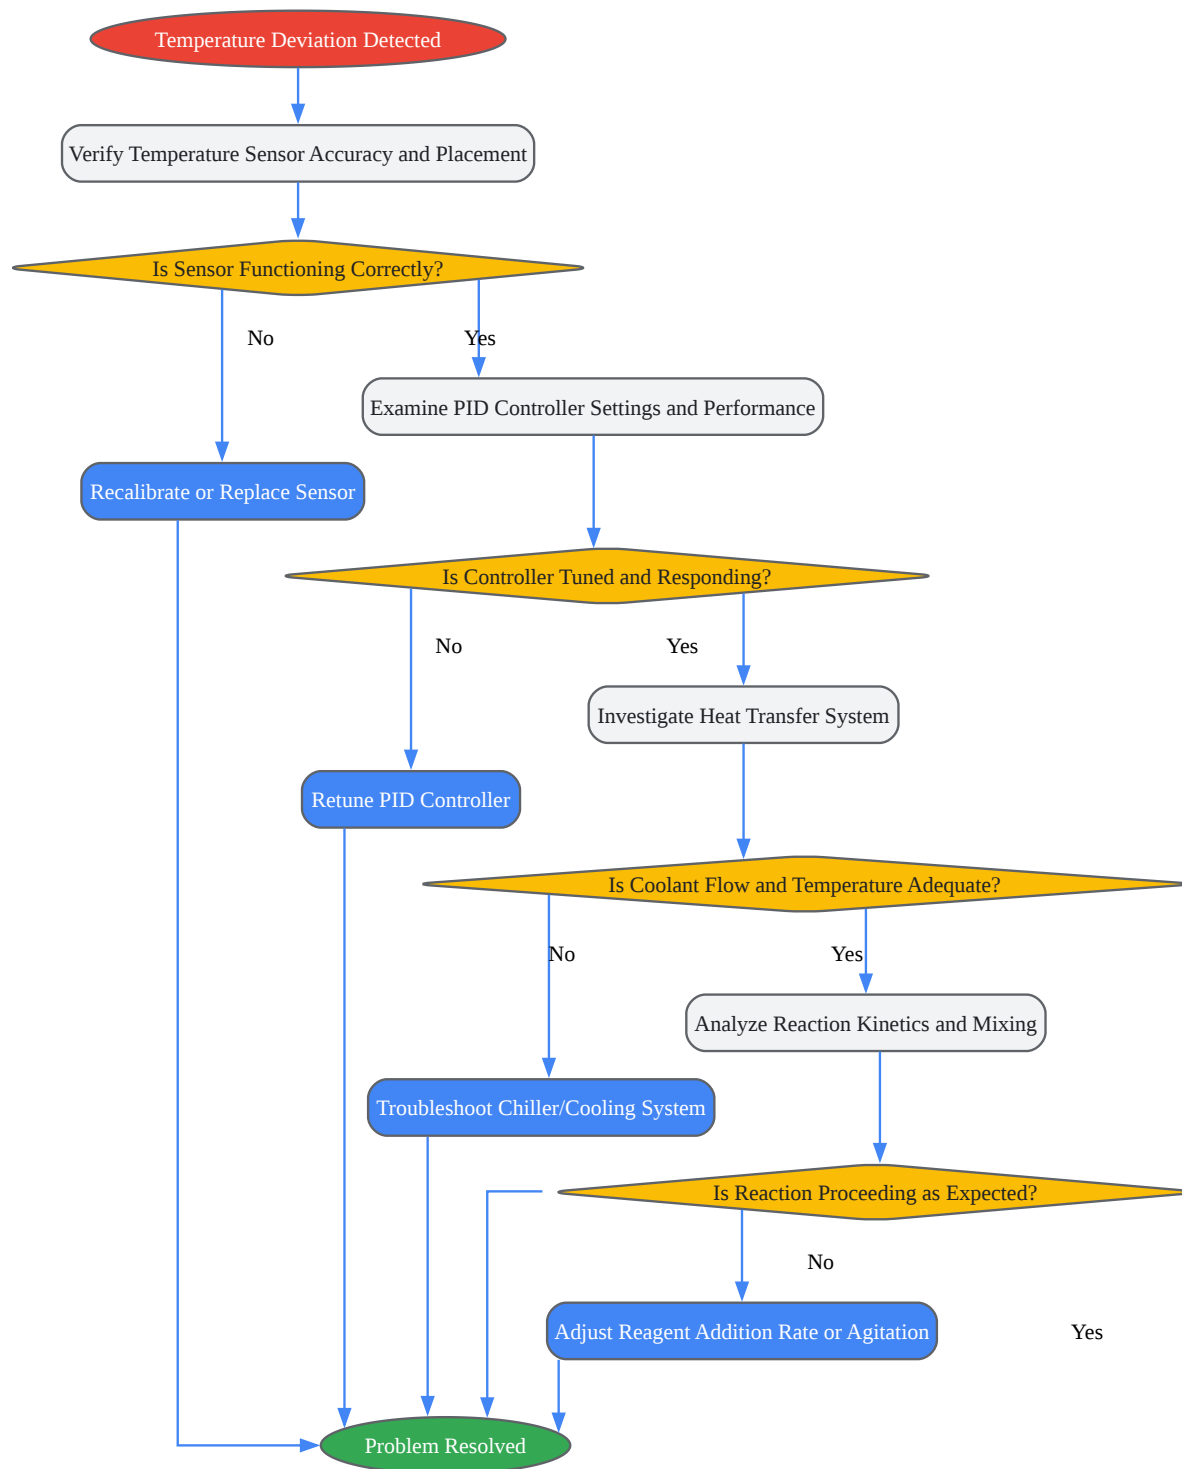 Temperature Deviation Detected
Verify Temperature Sensor Accuracy and Placement
Is Sensor Functioning Correctly?
No
Yes
Examine PID Controller Settings and Performance
Recalibrate or Replace Sensor
Is Controller Tuned and Responding?
No
Yes
Investigate Heat Transfer System
Retune PID Controller
Is Coolant Flow and Temperature Adequate?
No
Yes
Analyze Reaction Kinetics and Mixing
Troubleshoot Chiller/Cooling System
Is Reaction Proceeding as Expected?
No
Adjust Reagent Addition Rate or Agitation
Yes
Problem Resolved